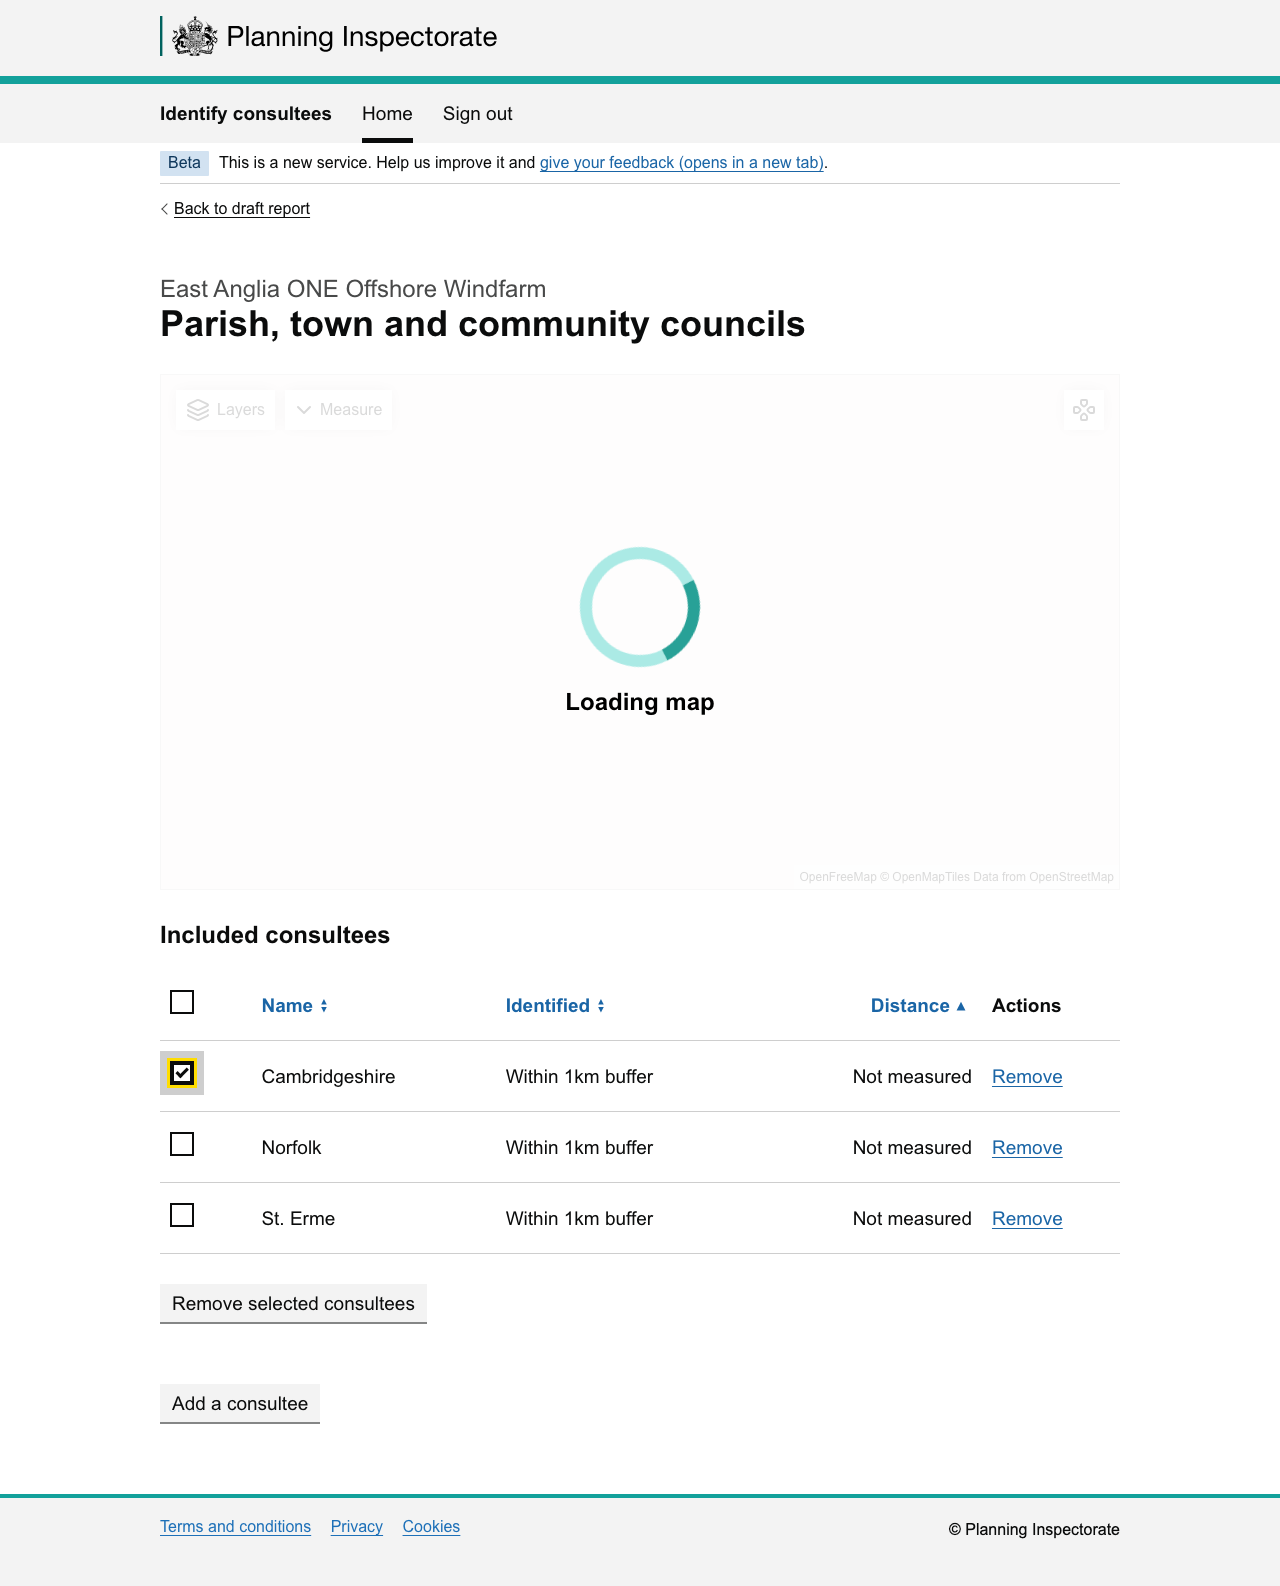 Planning Inspectorate
Identify consultees Home Sign out
Beta This is a new service. Help us improve it and give your feedback (opens in a new tab).
Back to draft report
East Anglia ONE Offshore Windfarm
Parish, town and community councils
Layers Measure
Loading map
OpenFreeMap © OpenMapTiles Data from OpenStreetMap
Included consultees
Name Identified Distance Actions
Cambridgeshire Within 1km buffer Not measured Remove
Norfolk Within 1km buffer Not measured Remove
St. Erme Within 1km buffer Not measured Remove
Remove selected consultees
Add a consultee
Terms and conditions Privacy Cookies © Planning Inspectorate